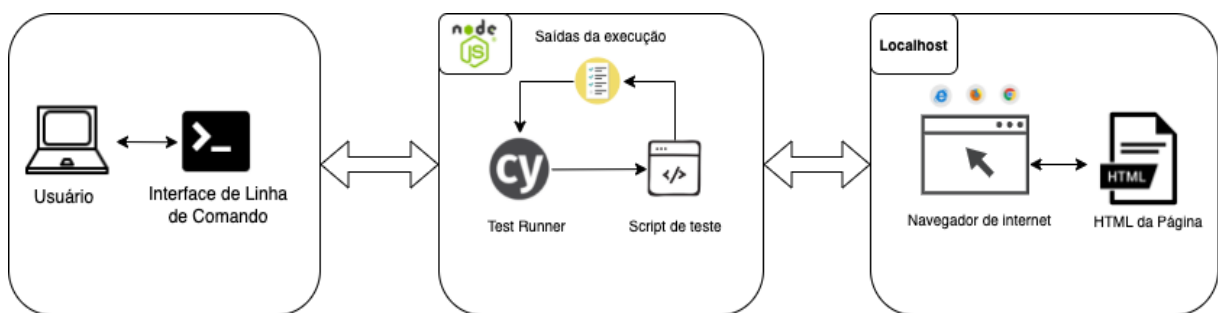 Usuário
Interface de Linha
de Comando
node
JS
Saídas da execução
cy
</>
Test Runner
Script de teste
Localhost
HTML
Navegador de internet
HTML da Página